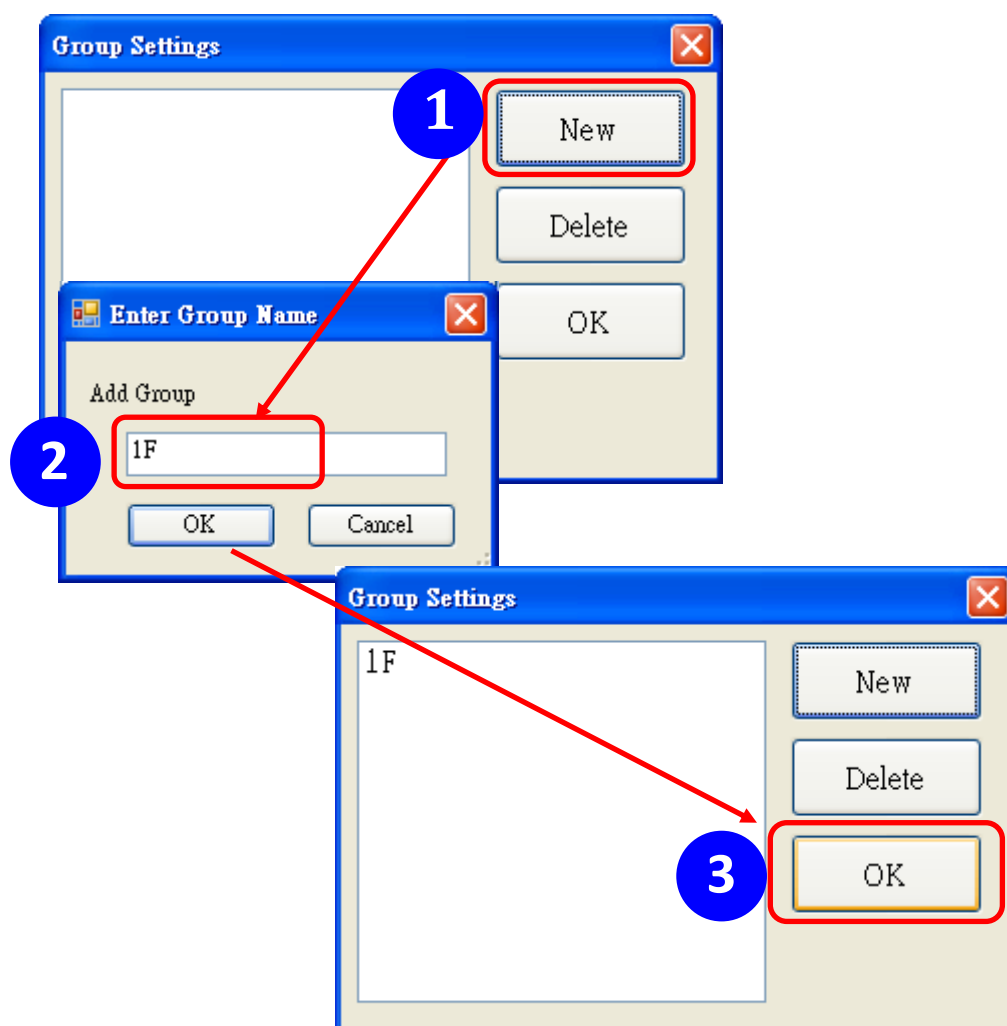 Group Settings
1
New
Delete
OK
Enter Group Name
Add Group
2
1F
OK
Cancel
Group Settings
1F
New
Delete
3
OK